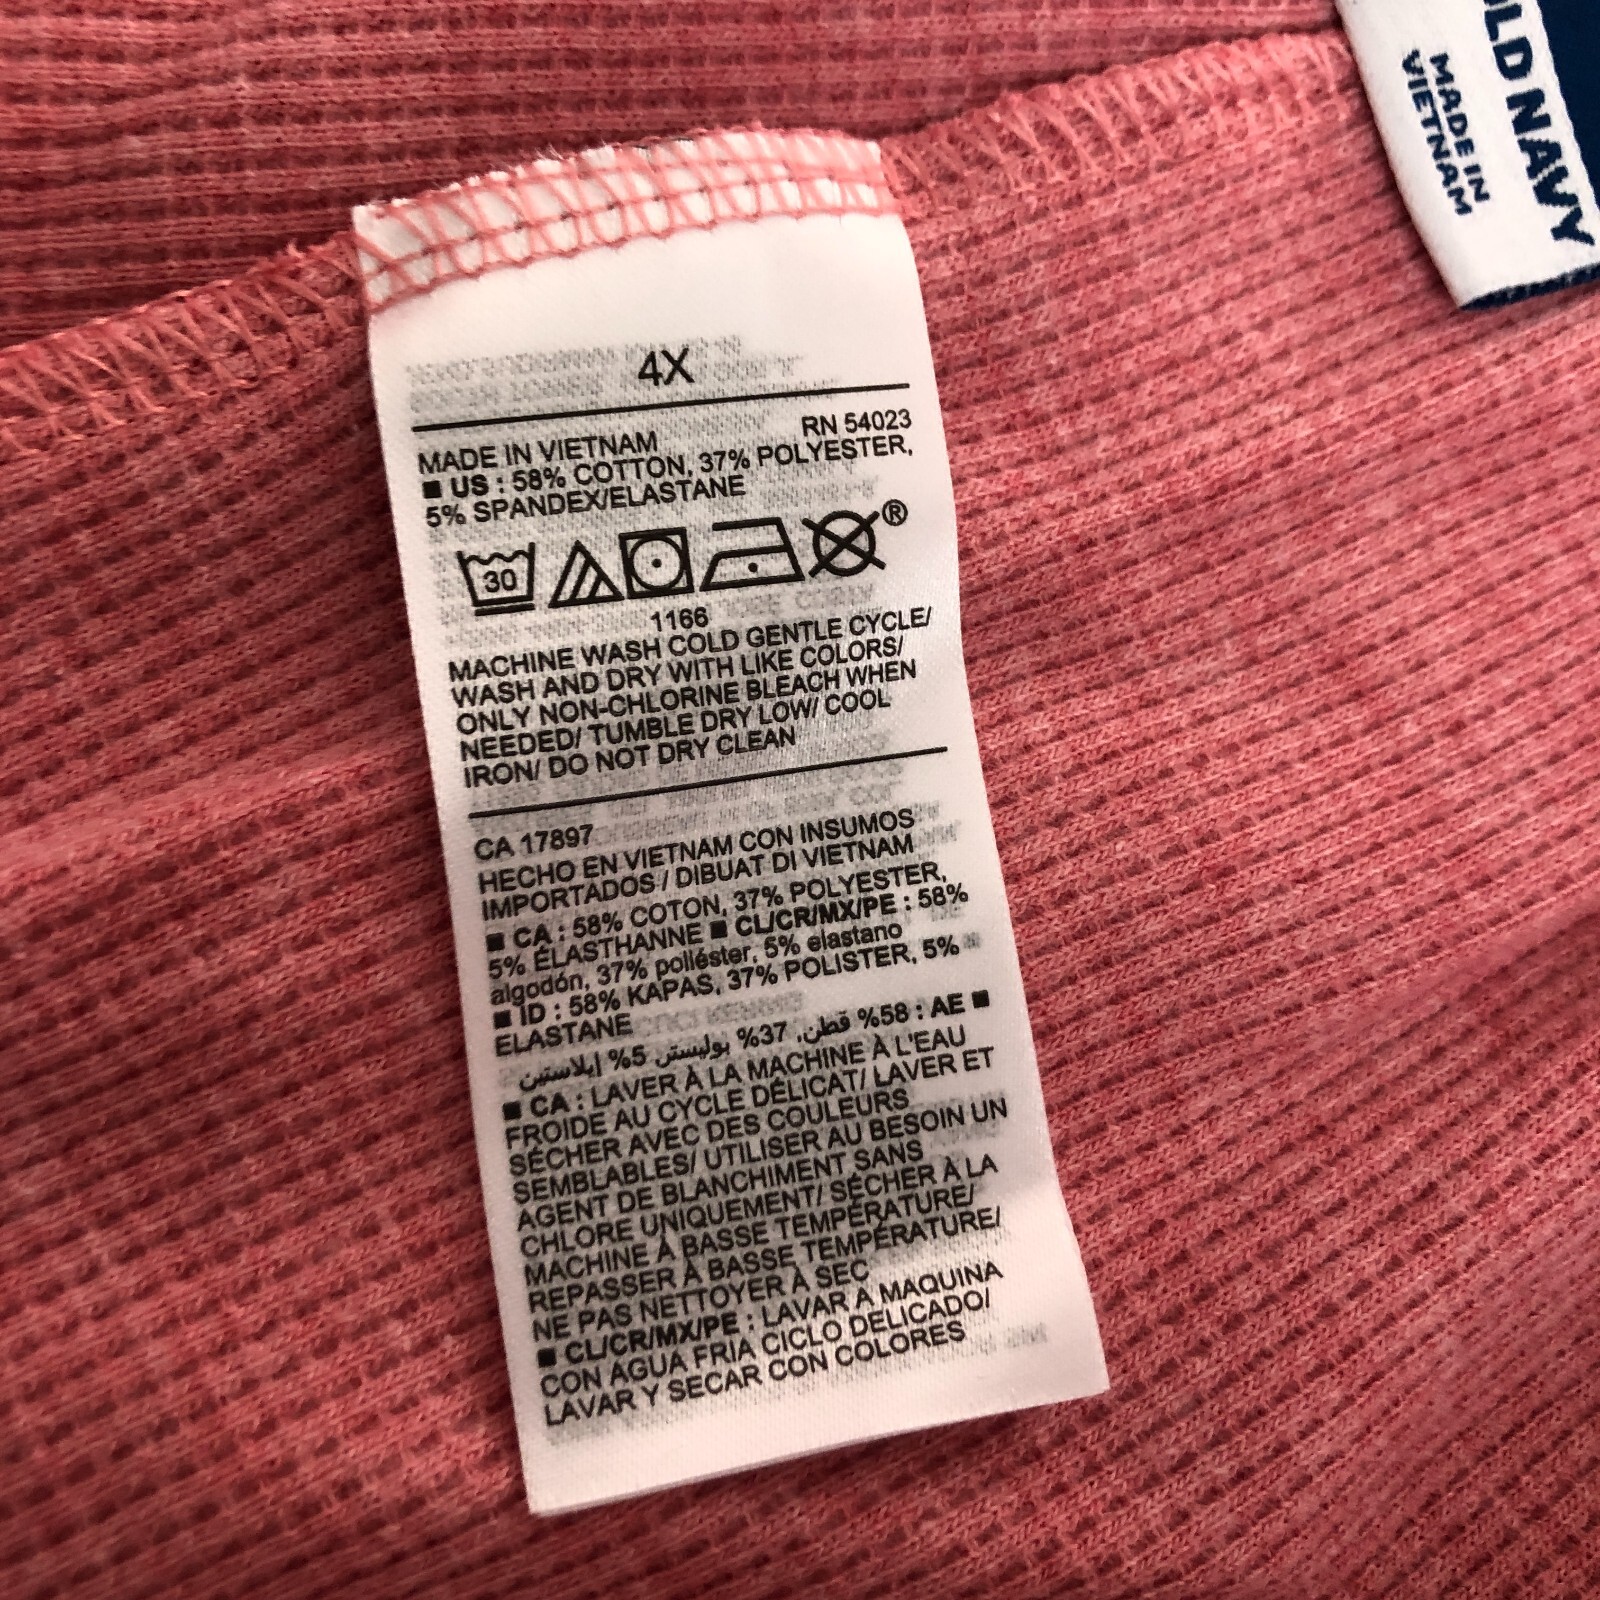 OLD NAVY
MADE IN
VIETNAM
4X
RN 54023
MADE IN VIETNAM
■ US : 58% COTTON, 37% POLYESTER,
5% SPANDEX/ELASTANE
30 ®
1166
MACHINE WASH COLD GENTLE CYCLE/
WASH AND DRY WITH LIKE COLORS/
ONLY NON-CHLORINE BLEACH WHEN
NEEDED/ TUMBLE DRY LOW/ COOL
IRON/ DO NOT DRY CLEAN
CA 17897
HECHO EN VIETNAM CON INSUMOS
IMPORTADOS / DIBUAT DI VIETNAM
■ CA : 58% COTON, 37% POLYESTER,
5% ÉLASTHANNE ■ CL/CR/MX/PE : 58%
algodón, 37% poliéster, 5% elastano
■ ID : 58% KAPAS, 37% POLISTER, 5%
ELASTANE
■ AE : 58% قطن, 37% بوليستر, 5% إيلاستين
■ CA : LAVER À LA MACHINE À L'EAU
FROIDE AU CYCLE DÉLICAT/ LAVER ET
SÉCHER AVEC DES COULEURS
SEMBLABLES/ UTILISER AU BESOIN UN
AGENT DE BLANCHIMENT SANS
CHLORE UNIQUEMENT/ SÉCHER À LA
MACHINE À BASSE TEMPÉRATURE/
REPASSER À BASSE TEMPÉRATURE/
NE PAS NETTOYER À SEC
■ CL/CR/MX/PE : LAVAR A MAQUINA
CON AGUA FRIA CICLO DELICADO/
LAVAR Y SECAR CON COLORES